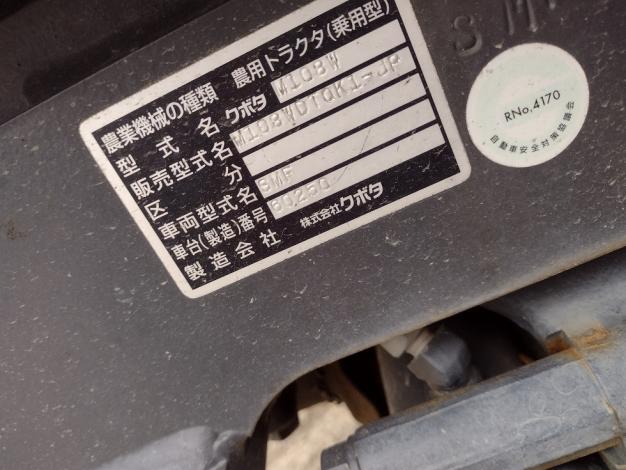 農業機械の種類 農用トラクタ(乗用型)
型式名 クボタ M108W
販売型式名
区分
車両型式名 SMF
車台(製造)番号 60250
製造会社 株式会社クボタ
RNo.4170
自動車安全対策協議会